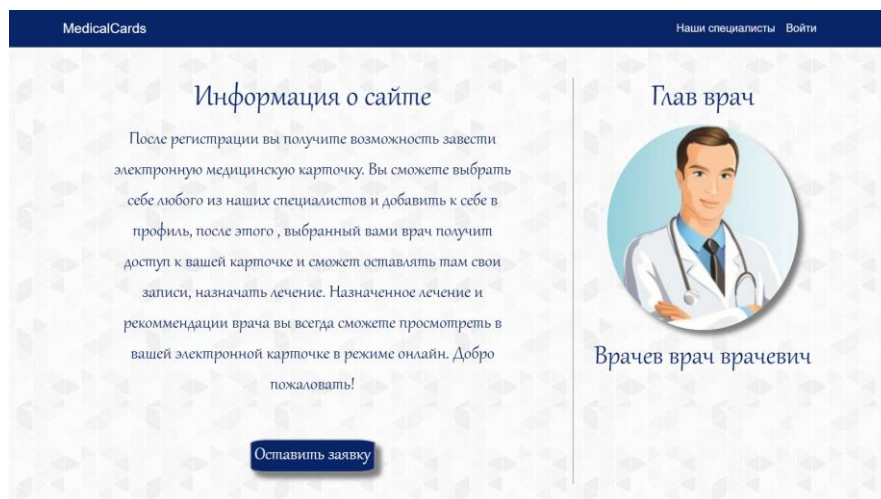 MedicalCards
Наши специалисты Войти
Информация о сайте
После регистрации вы получите возможность завести
электронную медицинскую карточку. Вы сможете выбрать
себе любого из наших специалистов и добавить к себе в
профиль, после этого , выбранный вами врач получит
доступ к вашей карточке и сможет оставлять там свои
записи, назначать лечение. Назначенное лечение и
рекоммендации врача вы всегда сможете просмотреть в
вашей электронной карточке в режиме онлайн. Добро
пожаловать!
Оставить заявку
Глав врач
Врачев врач врачевич